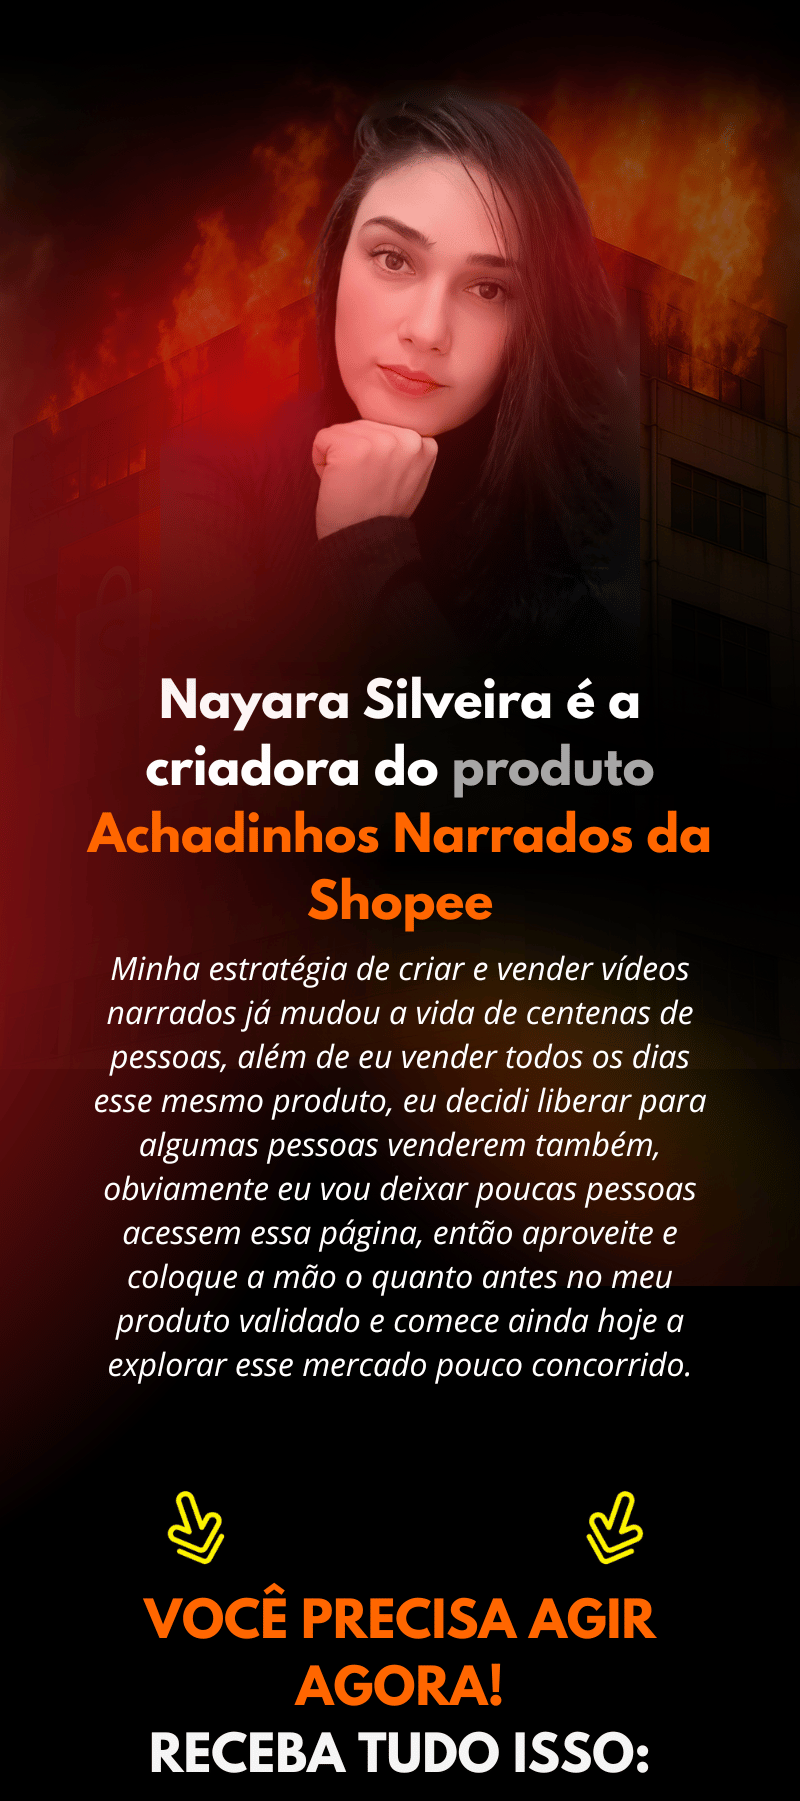 Nayara Silveira é a
criadora do produto
Achadinhos Narrados da
Shopee
Minha estratégia de criar e vender vídeos
narrados já mudou a vida de centenas de
pessoas, além de eu vender todos os dias
esse mesmo produto, eu decidi liberar para
algumas pessoas venderem também,
obviamente eu vou deixar poucas pessoas
acessem essa página, então aproveite e
coloque a mão o quanto antes no meu
produto validado e comece ainda hoje a
explorar esse mercado pouco concorrido.
VOCÊ PRECISA AGIR
AGORA!
RECEBA TUDO ISSO: